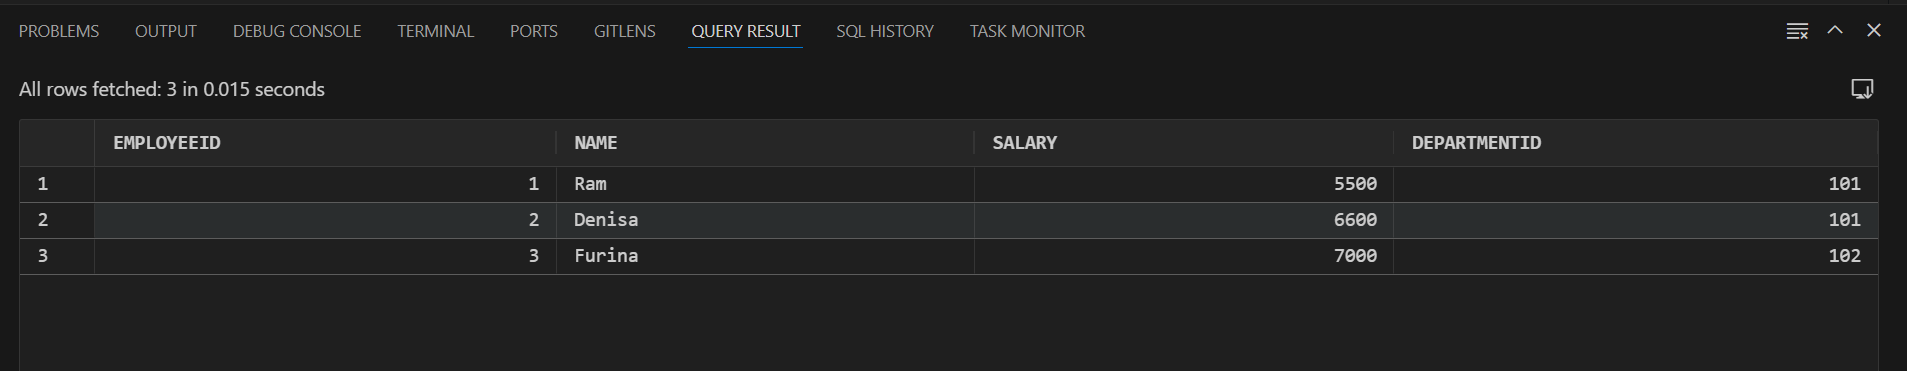 PROBLEMS OUTPUT DEBUG CONSOLE TERMINAL PORTS GITLENS QUERY RESULT SQL HISTORY TASK MONITOR
All rows fetched: 3 in 0.015 seconds
EMPLOYEEID NAME SALARY DEPARTMENTID
1 1 Ram 5500 101
2 2 Denisa 6600 101
3 3 Furina 7000 102